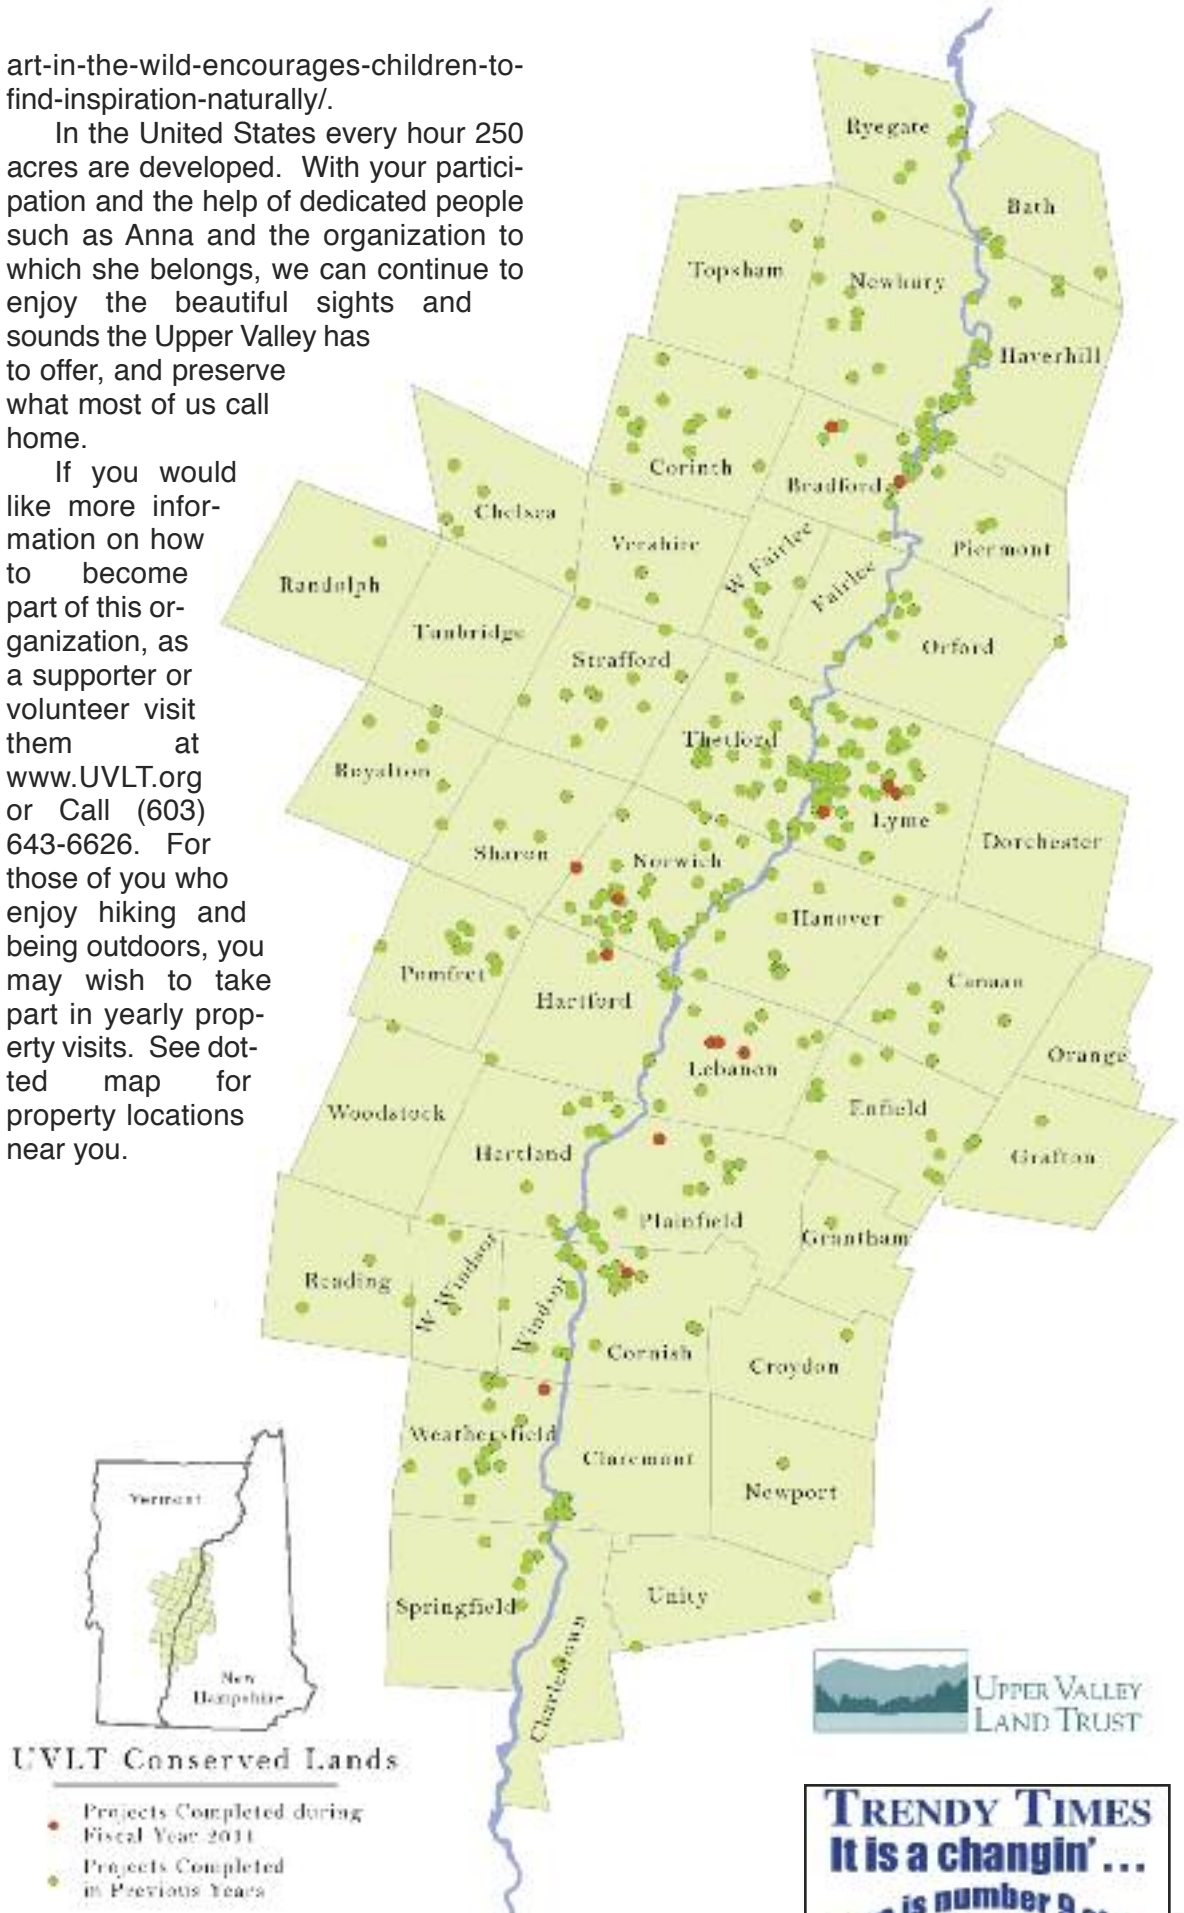 art-in-the-wild-encourages-children-to-
find-inspiration-naturally/.
In the United States every hour 250
acres are developed. With your partici-
pation and the help of dedicated people
such as Anna and the organization to
which she belongs, we can continue to
enjoy the beautiful sights and
sounds the Upper Valley has
to offer, and preserve
what most of us call
home.
If you would
like more infor-
mation on how
to become
part of this or-
ganization, as
a supporter or
volunteer visit
them at
www.UVLT.org
or Call (603)
643-6626. For
those of you who
enjoy hiking and
being outdoors, you
may wish to take
part in yearly prop-
erty visits. See dot-
ted map for
property locations
near you.
Ryegate
Bath
Topsham
Newbury
Haverhill
Corinth
Bradford
Chelsea
Vershire
W Fairlee
Fairlee
Piermont
Randolph
Tunbridge
Strafford
Orford
Thetford
Royalton
Lyme
Dorchester
Sharon
Norwich
Hanover
Pomfret
Hartford
Canaan
Orange
Lebanon
Woodstock
Enfield
Hartland
Grafton
Plainfield
Grantham
Reading
W Windsor
Windsor
Cornish
Croydon
Weathersfield
Claremont
Newport
Springfield
Unity
Charlestown
Vermont
New
Hampshire
UVLT Conserved Lands
Projects Completed during
Fiscal Year 2011
Projects Completed
in Previous Years
UPPER VALLEY
LAND TRUST
TRENDY TIMES
It is a changin’...
is number 9